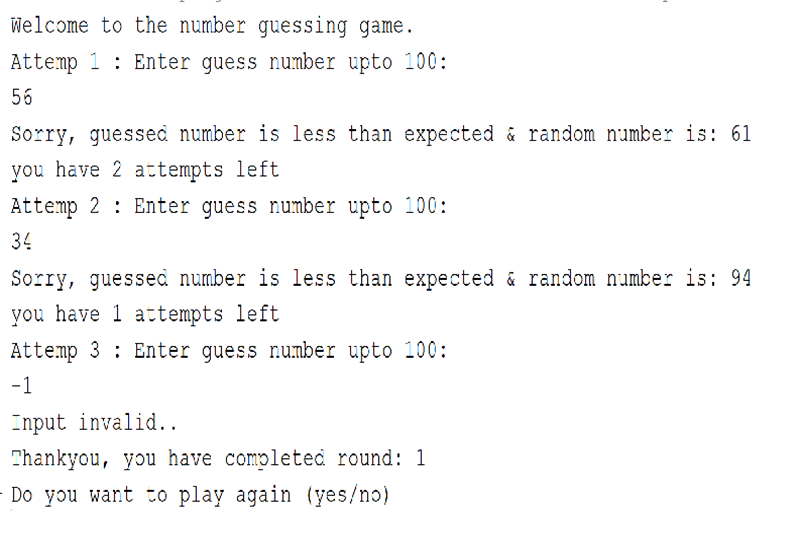 Welcome to the number guessing game.
Attemp 1 : Enter guess number upto 100:
56
Sorry, guessed number is less than expected & random number is: 61
you have 2 attempts left
Attemp 2 : Enter guess number upto 100:
34
Sorry, guessed number is less than expected & random number is: 94
you have 1 attempts left
Attemp 3 : Enter guess number upto 100:
-1
Input invalid..
Thankyou, you have completed round: 1
Do you want to play again (yes/no)